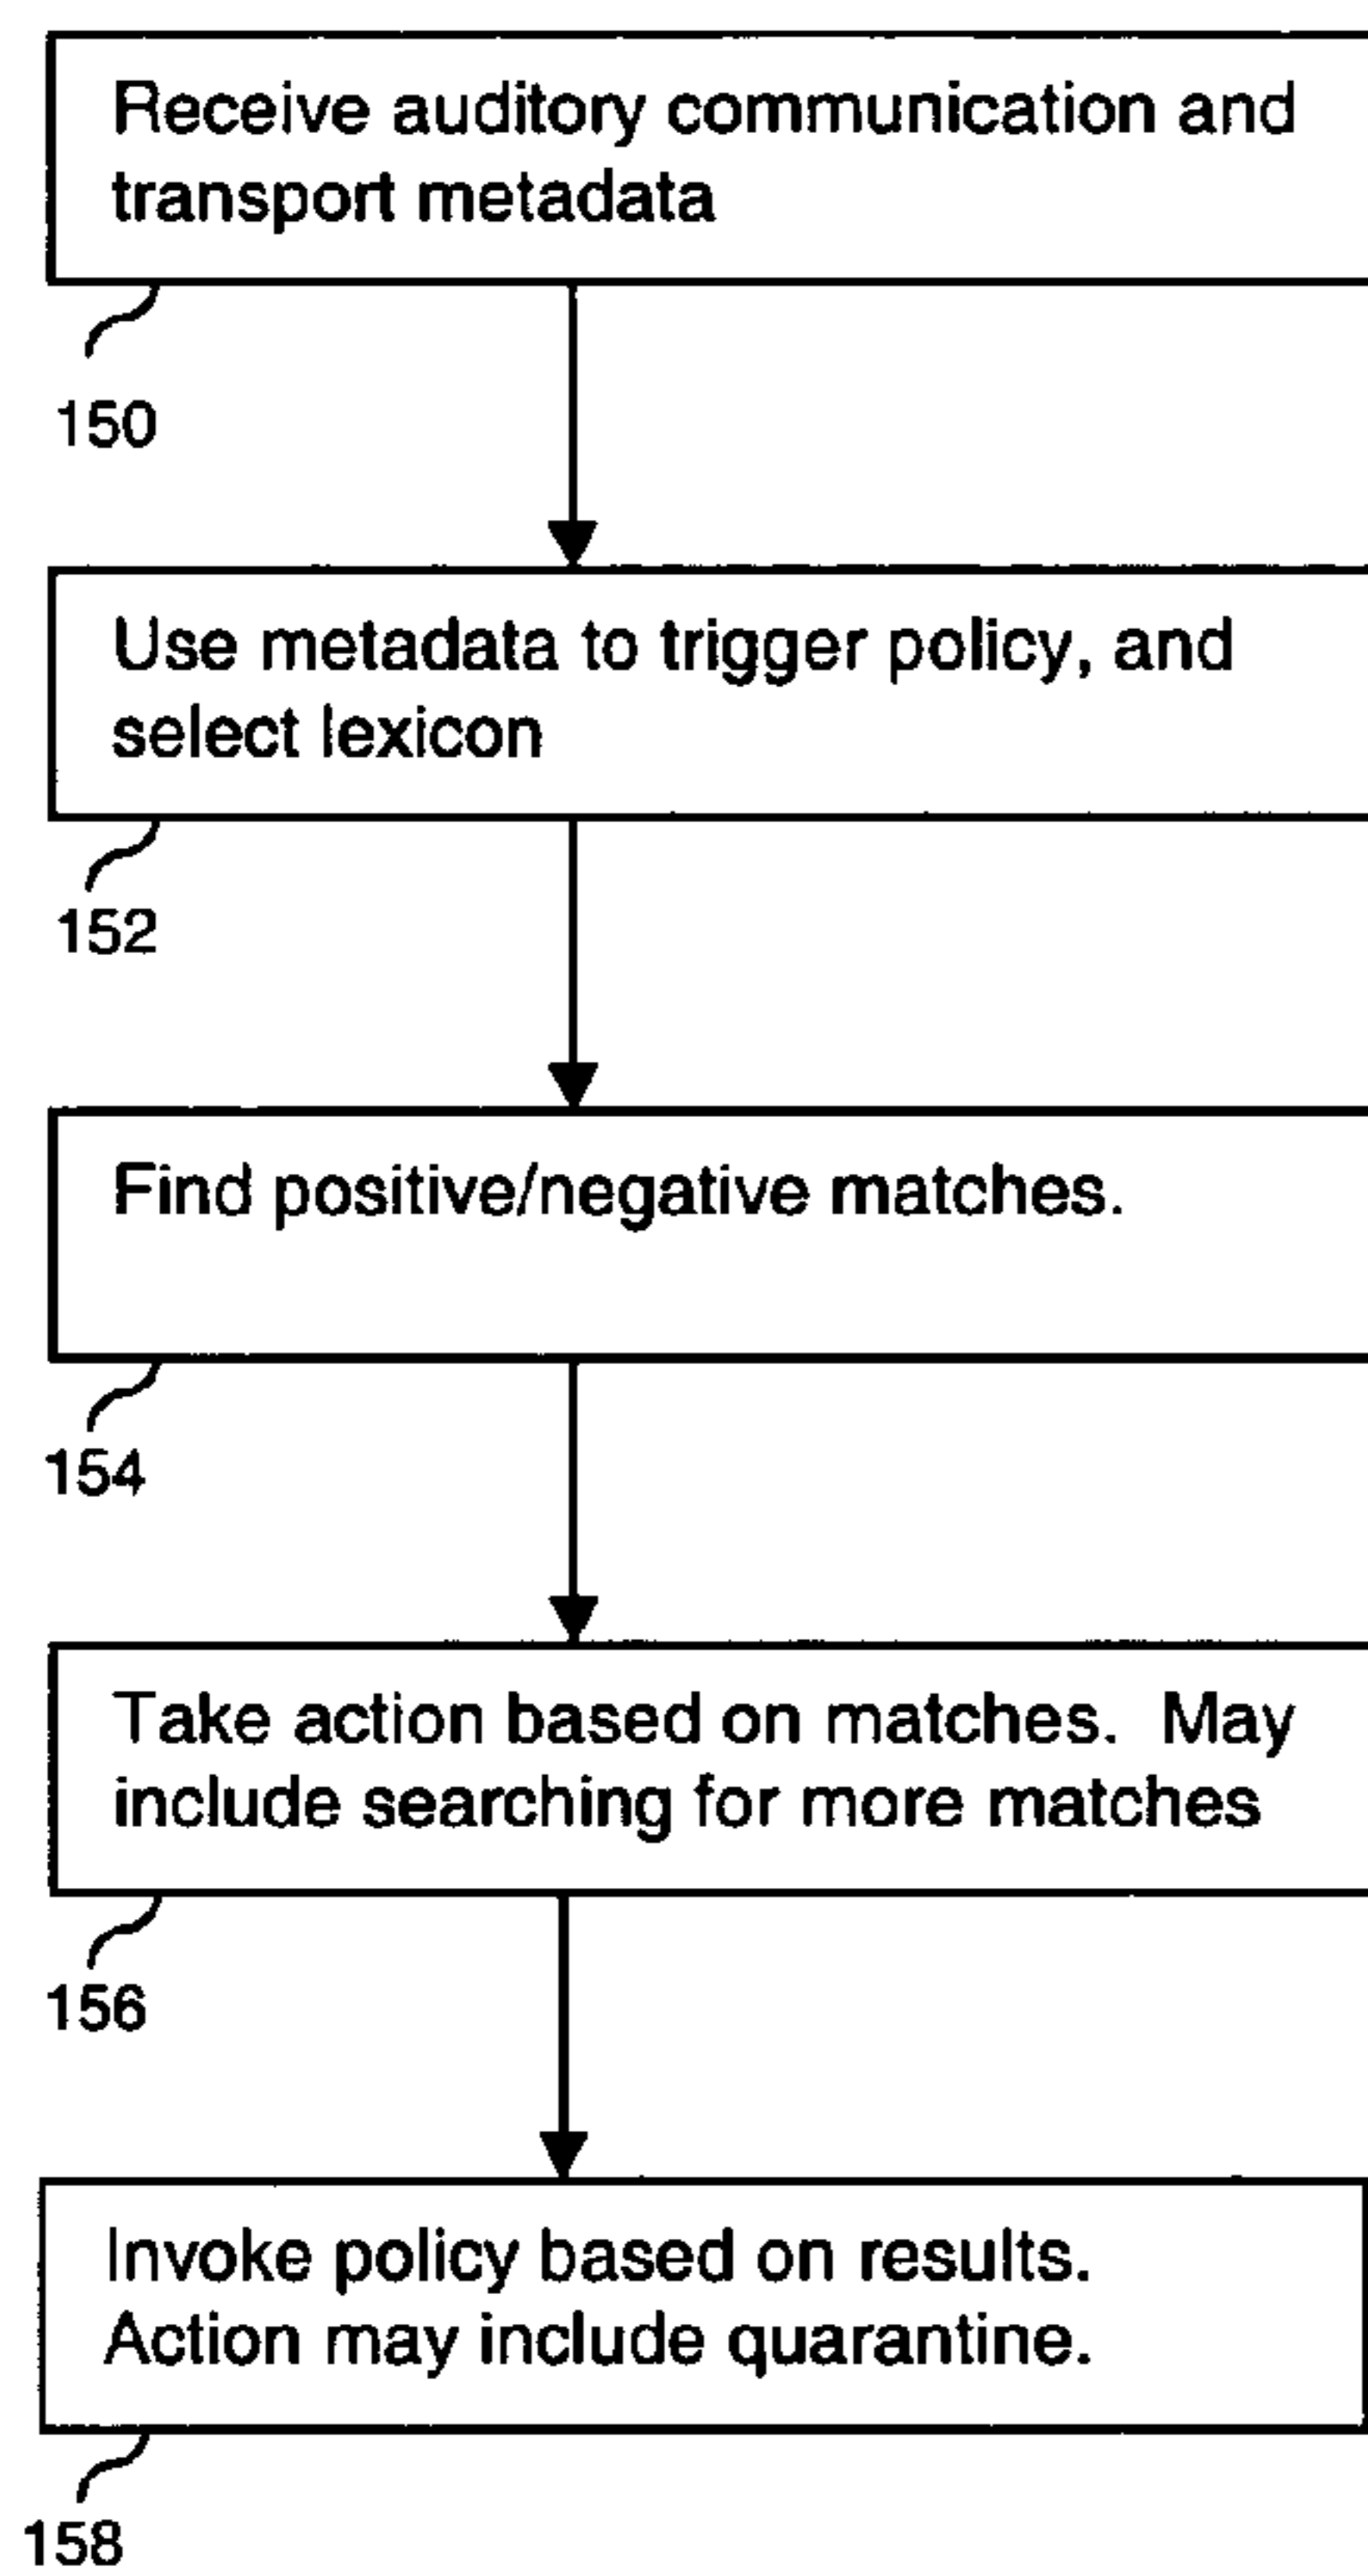 Receive auditory communication and
transport metadata
150
Use metadata to trigger policy, and
select lexicon
152
Find positive/negative matches.
154
Take action based on matches.  May
include searching for more matches
156
Invoke policy based on results.
Action may include quarantine.
158